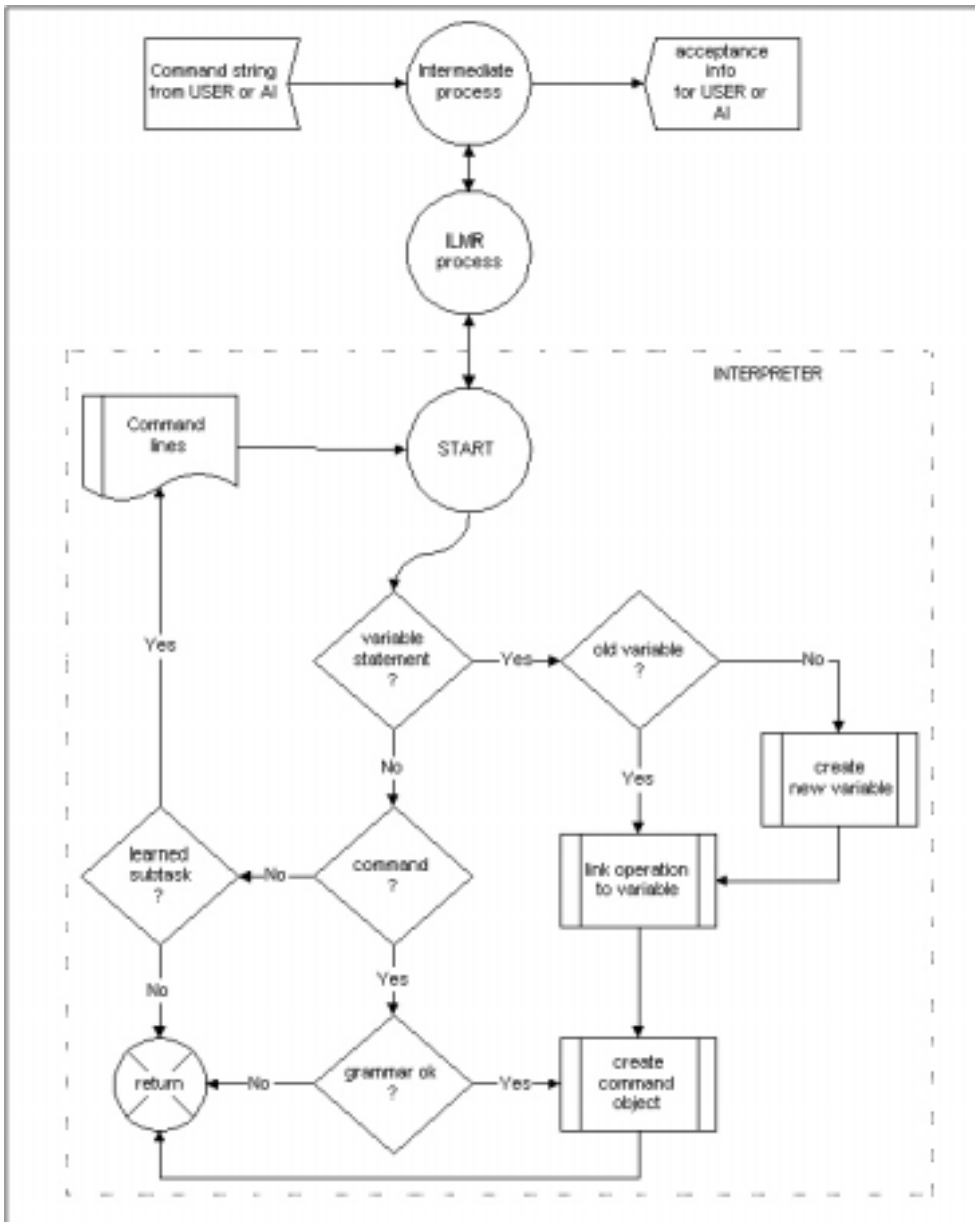 Command string
from USER or AI
Intermediate
process
acceptance
info
for USER or
AI
ILMR
process
INTERPRETER
Command
lines
START
Yes
variable
statement
?
Yes
old variable
?
No
No
Yes
create
new variable
learned
subtask
?
No
command
?
link operation
to variable
No
Yes
return
No
grammar ok
?
Yes
create
command
object